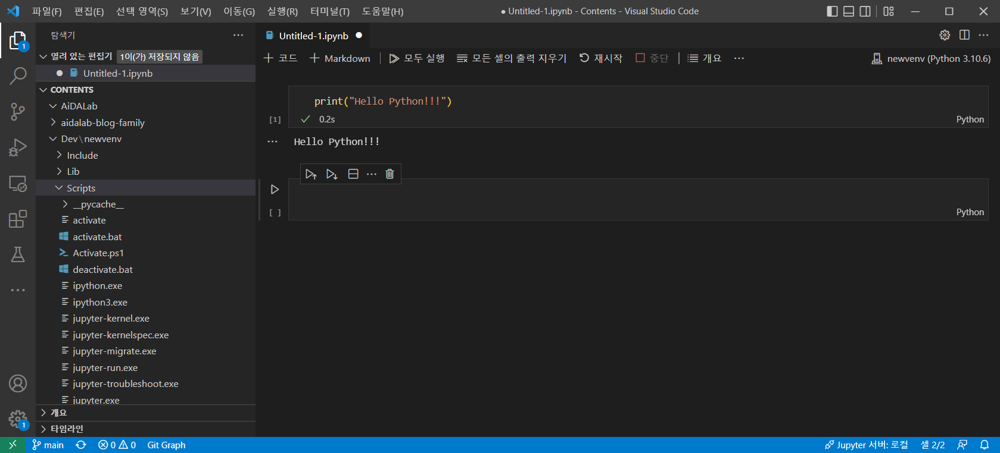 파일(F) 편집(E) 선택 영역(S) 보기(V) 이동(G) 실행(R) 터미널(T) 도움말(H) ● Untitled-1.ipynb - Contents - Visual Studio Code
탐색기
열려 있는 편집기 1이(가) 저장되지 않음
● Untitled-1.ipynb
CONTENTS
AiDALab
aidalab-blog-family
Dev\newvenv
Include
Lib
Scripts
__pycache__
activate
activate.bat
Activate.ps1
deactivate.bat
ipython.exe
ipython3.exe
jupyter-kernel.exe
jupyter-kernelspec.exe
jupyter-migrate.exe
jupyter-run.exe
jupyter-troubleshoot.exe
jupyter.exe
개요
타임라인
1
1
Untitled-1.ipynb ●
+ 코드 + Markdown 모두 실행 모든 셀의 출력 지우기 재시작 중단 개요 ··· newvenv (Python 3.10.6)
print("Hello Python!!!")
[1] ✓ 0.2s Python
Hello Python!!!
[ ] Python
main 0 0 Git Graph Jupyter 서버: 로컬 셀 2/2